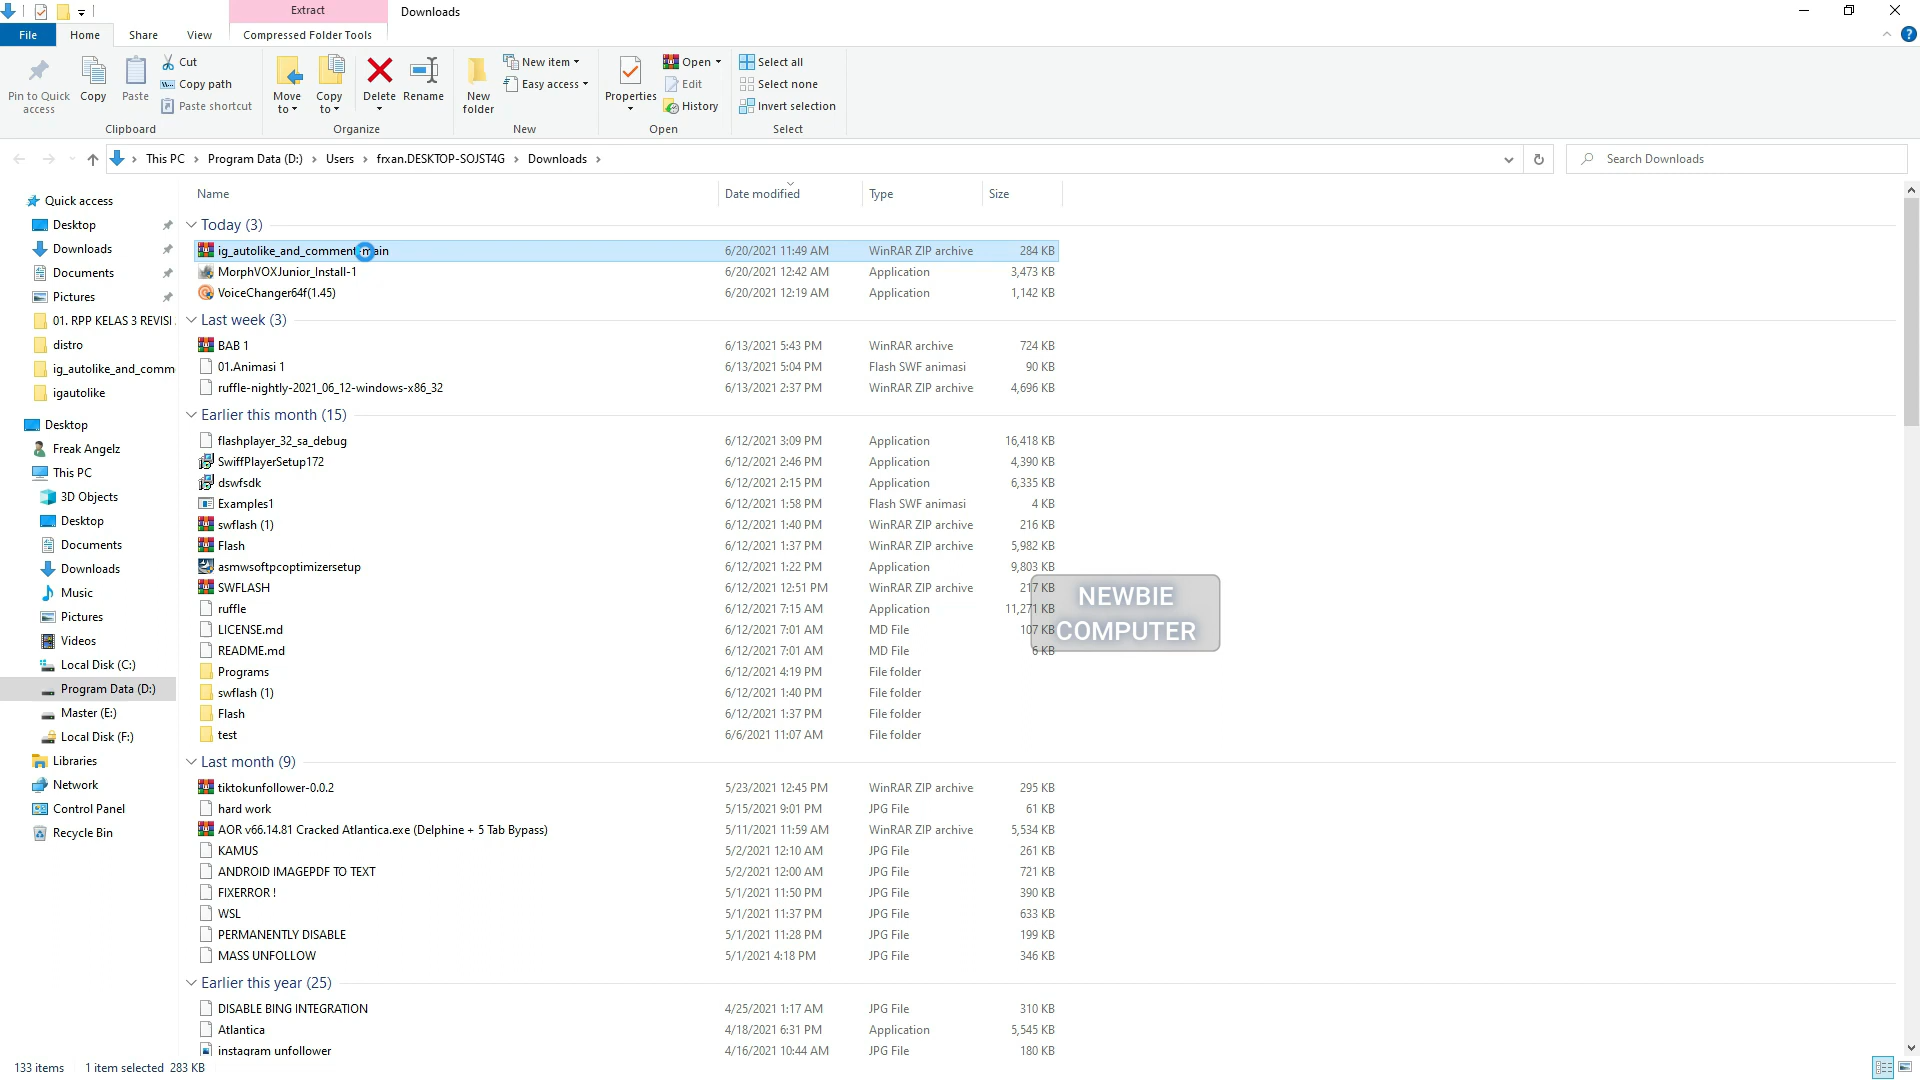 Extract
Downloads
File
Home
Share
View
Compressed Folder Tools
Pin to Quick access
Copy
Paste
Cut
Copy path
Paste shortcut
Clipboard
Move to
Copy to
Delete
Rename
Organize
New folder
New item
Easy access
New
Properties
Open
Edit
History
Open
Select all
Select none
Invert selection
Select
This PC > Program Data (D:) > Users > frxan.DESKTOP-SOJST4G > Downloads >
Search Downloads
Quick access
Desktop
Downloads
Documents
Pictures
01. RPP KELAS 3 REVISI
distro
ig_autolike_and_comm
igautolike
Desktop
Freak Angelz
This PC
3D Objects
Desktop
Documents
Downloads
Music
Pictures
Videos
Local Disk (C:)
Program Data (D:)
Master (E:)
Local Disk (F:)
Libraries
Network
Control Panel
Recycle Bin
Name Date modified Type Size
Today (3)
ig_autolike_and_comment-main 6/20/2021 11:49 AM WinRAR ZIP archive 284 KB
MorphVOXJunior_Install-1 6/20/2021 12:42 AM Application 3,473 KB
VoiceChanger64f(1.45) 6/20/2021 12:19 AM Application 1,142 KB
Last week (3)
BAB 1 6/13/2021 5:43 PM WinRAR archive 724 KB
01.Animasi 1 6/13/2021 5:04 PM Flash SWF animasi 90 KB
ruffle-nightly-2021_06_12-windows-x86_32 6/13/2021 2:37 PM WinRAR ZIP archive 4,696 KB
Earlier this month (15)
flashplayer_32_sa_debug 6/12/2021 3:09 PM Application 16,418 KB
SwiffPlayerSetup172 6/12/2021 2:46 PM Application 4,390 KB
dswfsdk 6/12/2021 2:15 PM Application 6,335 KB
Examples1 6/12/2021 1:58 PM Flash SWF animasi 4 KB
swflash (1) 6/12/2021 1:40 PM WinRAR ZIP archive 216 KB
Flash 6/12/2021 1:37 PM WinRAR ZIP archive 5,982 KB
asmwsoftpcoptimizersetup 6/12/2021 1:22 PM Application 9,803 KB
SWFLASH 6/12/2021 12:51 PM WinRAR ZIP archive 217 KB
ruffle 6/12/2021 7:15 AM Application 11,271 KB
LICENSE.md 6/12/2021 7:01 AM MD File 107 KB
README.md 6/12/2021 7:01 AM MD File 6 KB
Programs 6/12/2021 4:19 PM File folder
swflash (1) 6/12/2021 1:40 PM File folder
Flash 6/12/2021 1:37 PM File folder
test 6/6/2021 11:07 AM File folder
Last month (9)
tiktokunfollower-0.0.2 5/23/2021 12:45 PM WinRAR ZIP archive 295 KB
hard work 5/15/2021 9:01 PM JPG File 61 KB
AOR v66.14.81 Cracked Atlantica.exe (Delphine + 5 Tab Bypass) 5/11/2021 11:59 AM WinRAR ZIP archive 5,534 KB
KAMUS 5/2/2021 12:10 AM JPG File 261 KB
ANDROID IMAGEPDF TO TEXT 5/2/2021 12:00 AM JPG File 721 KB
FIXERROR ! 5/1/2021 11:50 PM JPG File 390 KB
WSL 5/1/2021 11:37 PM JPG File 633 KB
PERMANENTLY DISABLE 5/1/2021 11:28 PM JPG File 199 KB
MASS UNFOLLOW 5/1/2021 4:18 PM JPG File 346 KB
Earlier this year (25)
DISABLE BING INTEGRATION 4/25/2021 1:17 AM JPG File 310 KB
Atlantica 4/18/2021 6:31 PM Application 5,545 KB
instagram unfollower 4/16/2021 10:44 AM JPG File 180 KB
NEWBIE
COMPUTER
133 items 1 item selected 283 KB